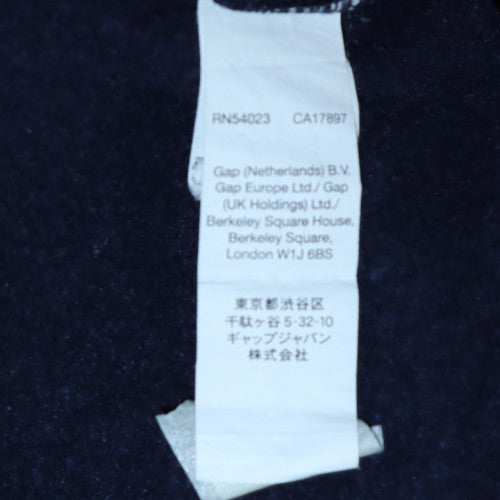 RN54023 CA17897
Gap (Netherlands) B.V.
Gap Europe Ltd./ Gap
(UK Holdings) Ltd./
Berkeley Square House,
Berkeley Square,
London W1J 6BS
東京都渋谷区
千駄ヶ谷 5-32-10
ギャップジャパン
株式会社